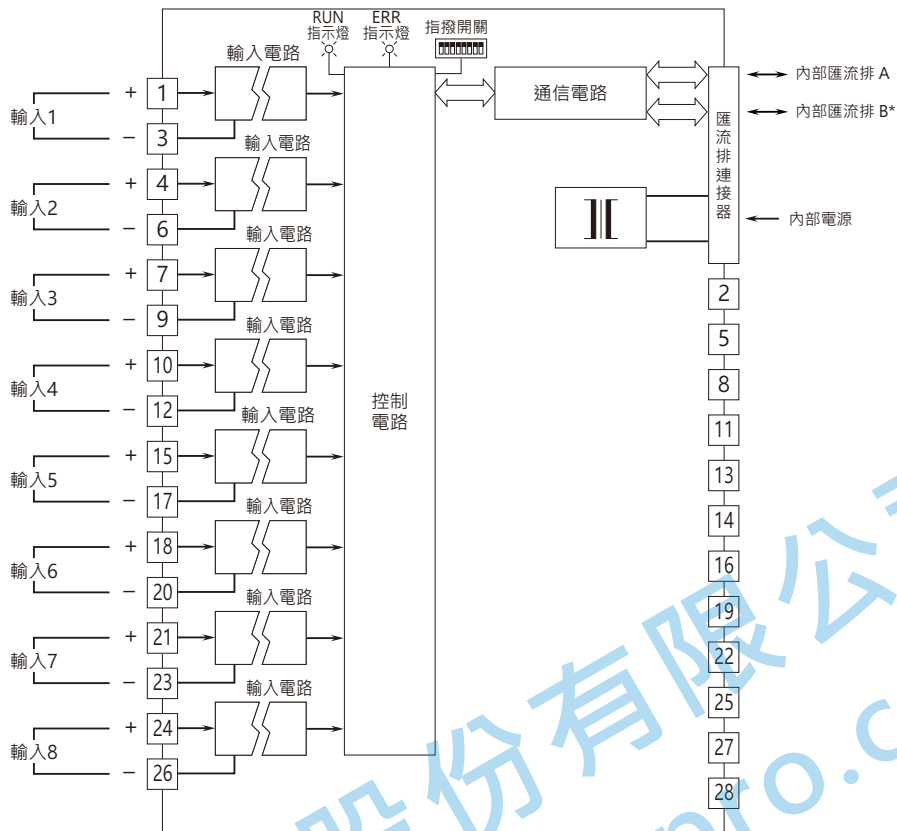 RUN
指示燈
ERR
指示燈
指撥開關
輸入電路
輸入1
+
1
−
3
輸入電路
輸入2
+
4
−
6
輸入電路
輸入3
+
7
−
9
輸入電路
輸入4
+
10
−
12
輸入電路
輸入5
+
15
−
17
輸入電路
輸入6
+
18
−
20
輸入電路
輸入7
+
21
−
23
輸入電路
輸入8
+
24
−
26
控制
電路
通信電路
匯流排連接器
內部匯流排 A
內部匯流排 B*
內部電源
2
5
8
11
13
14
16
19
22
25
27
28
股份有限公
pro.c